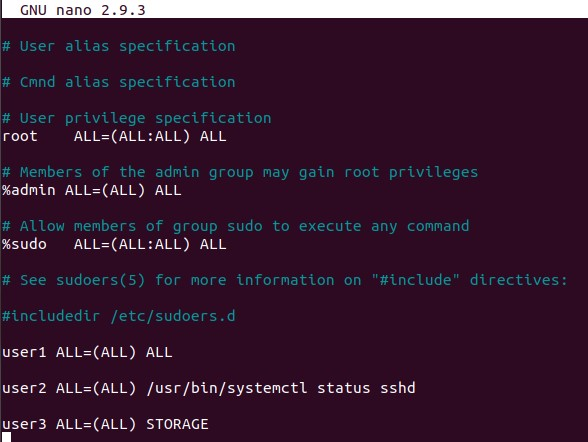 GNU nano 2.9.3
# User alias specification
# Cmnd alias specification
# User privilege specification
root    ALL=(ALL:ALL) ALL
# Members of the admin group may gain root privileges
%admin ALL=(ALL) ALL
# Allow members of group sudo to execute any command
%sudo   ALL=(ALL:ALL) ALL
# See sudoers(5) for more information on "#include" directives:
#includedir /etc/sudoers.d
user1 ALL=(ALL) ALL
user2 ALL=(ALL) /usr/bin/systemctl status sshd
user3 ALL=(ALL) STORAGE